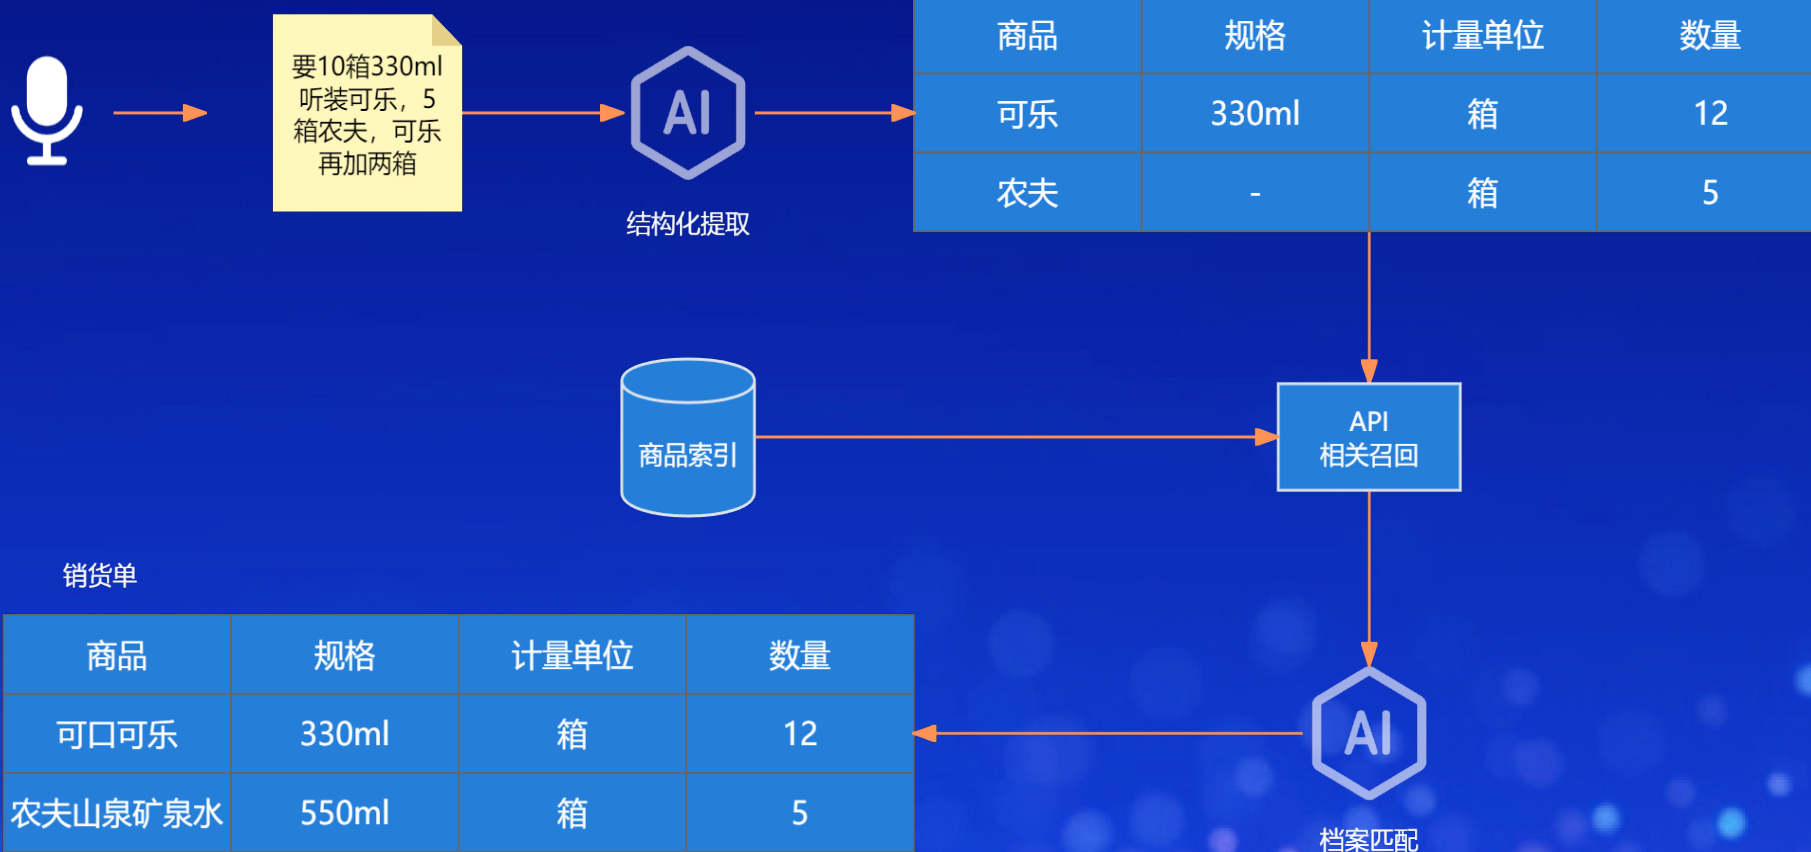 要10箱330ml
听装可乐，5
箱农夫，可乐
再加两箱
AI
结构化提取
商品 规格 计量单位 数量
可乐 330ml 箱 12
农夫 - 箱 5
商品索引
API
相关召回
AI
档案匹配
销货单
商品 规格 计量单位 数量
可口可乐 330ml 箱 12
农夫山泉矿泉水 550ml 箱 5